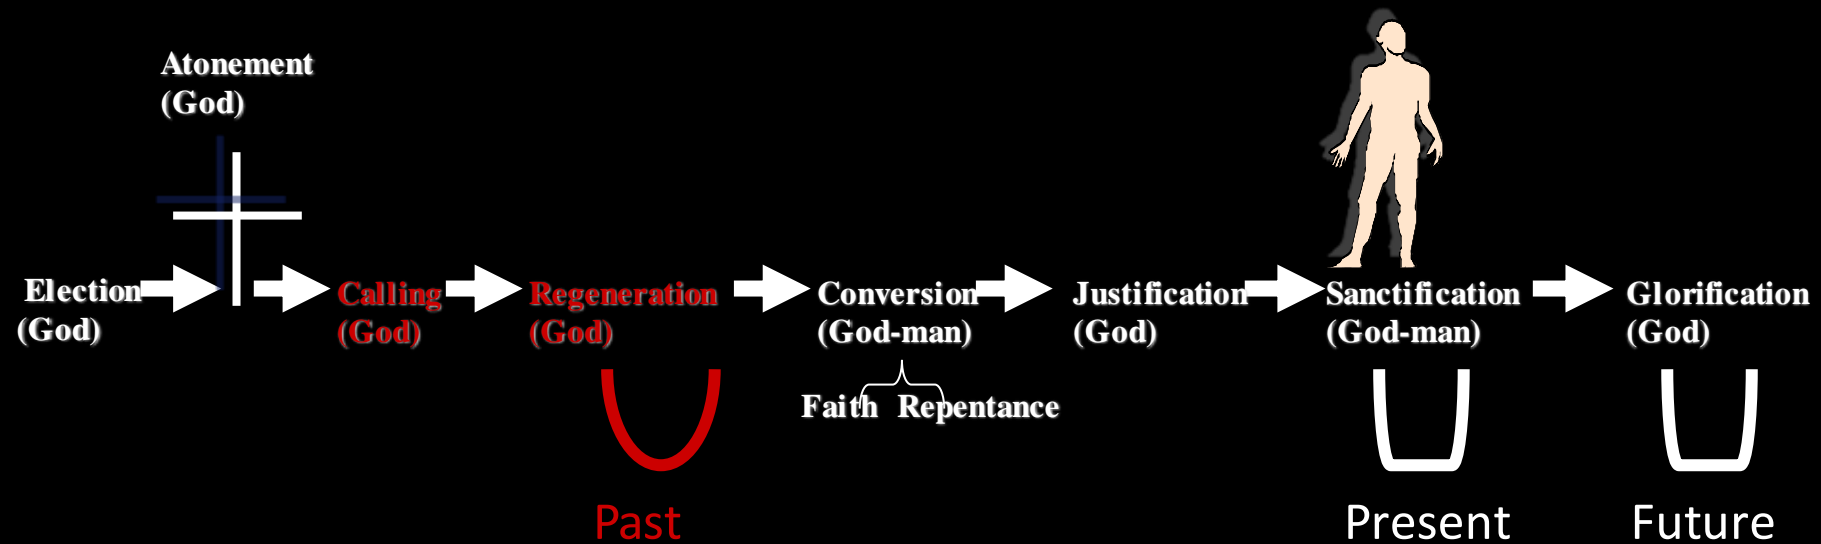 Atonement
(God)
Election
(God)
Calling
(God)
Regeneration
(God)
Conversion
(God-man)
Faith Repentance
Justification
(God)
Sanctification
(God-man)
Glorification
(God)
Past
Present
Future